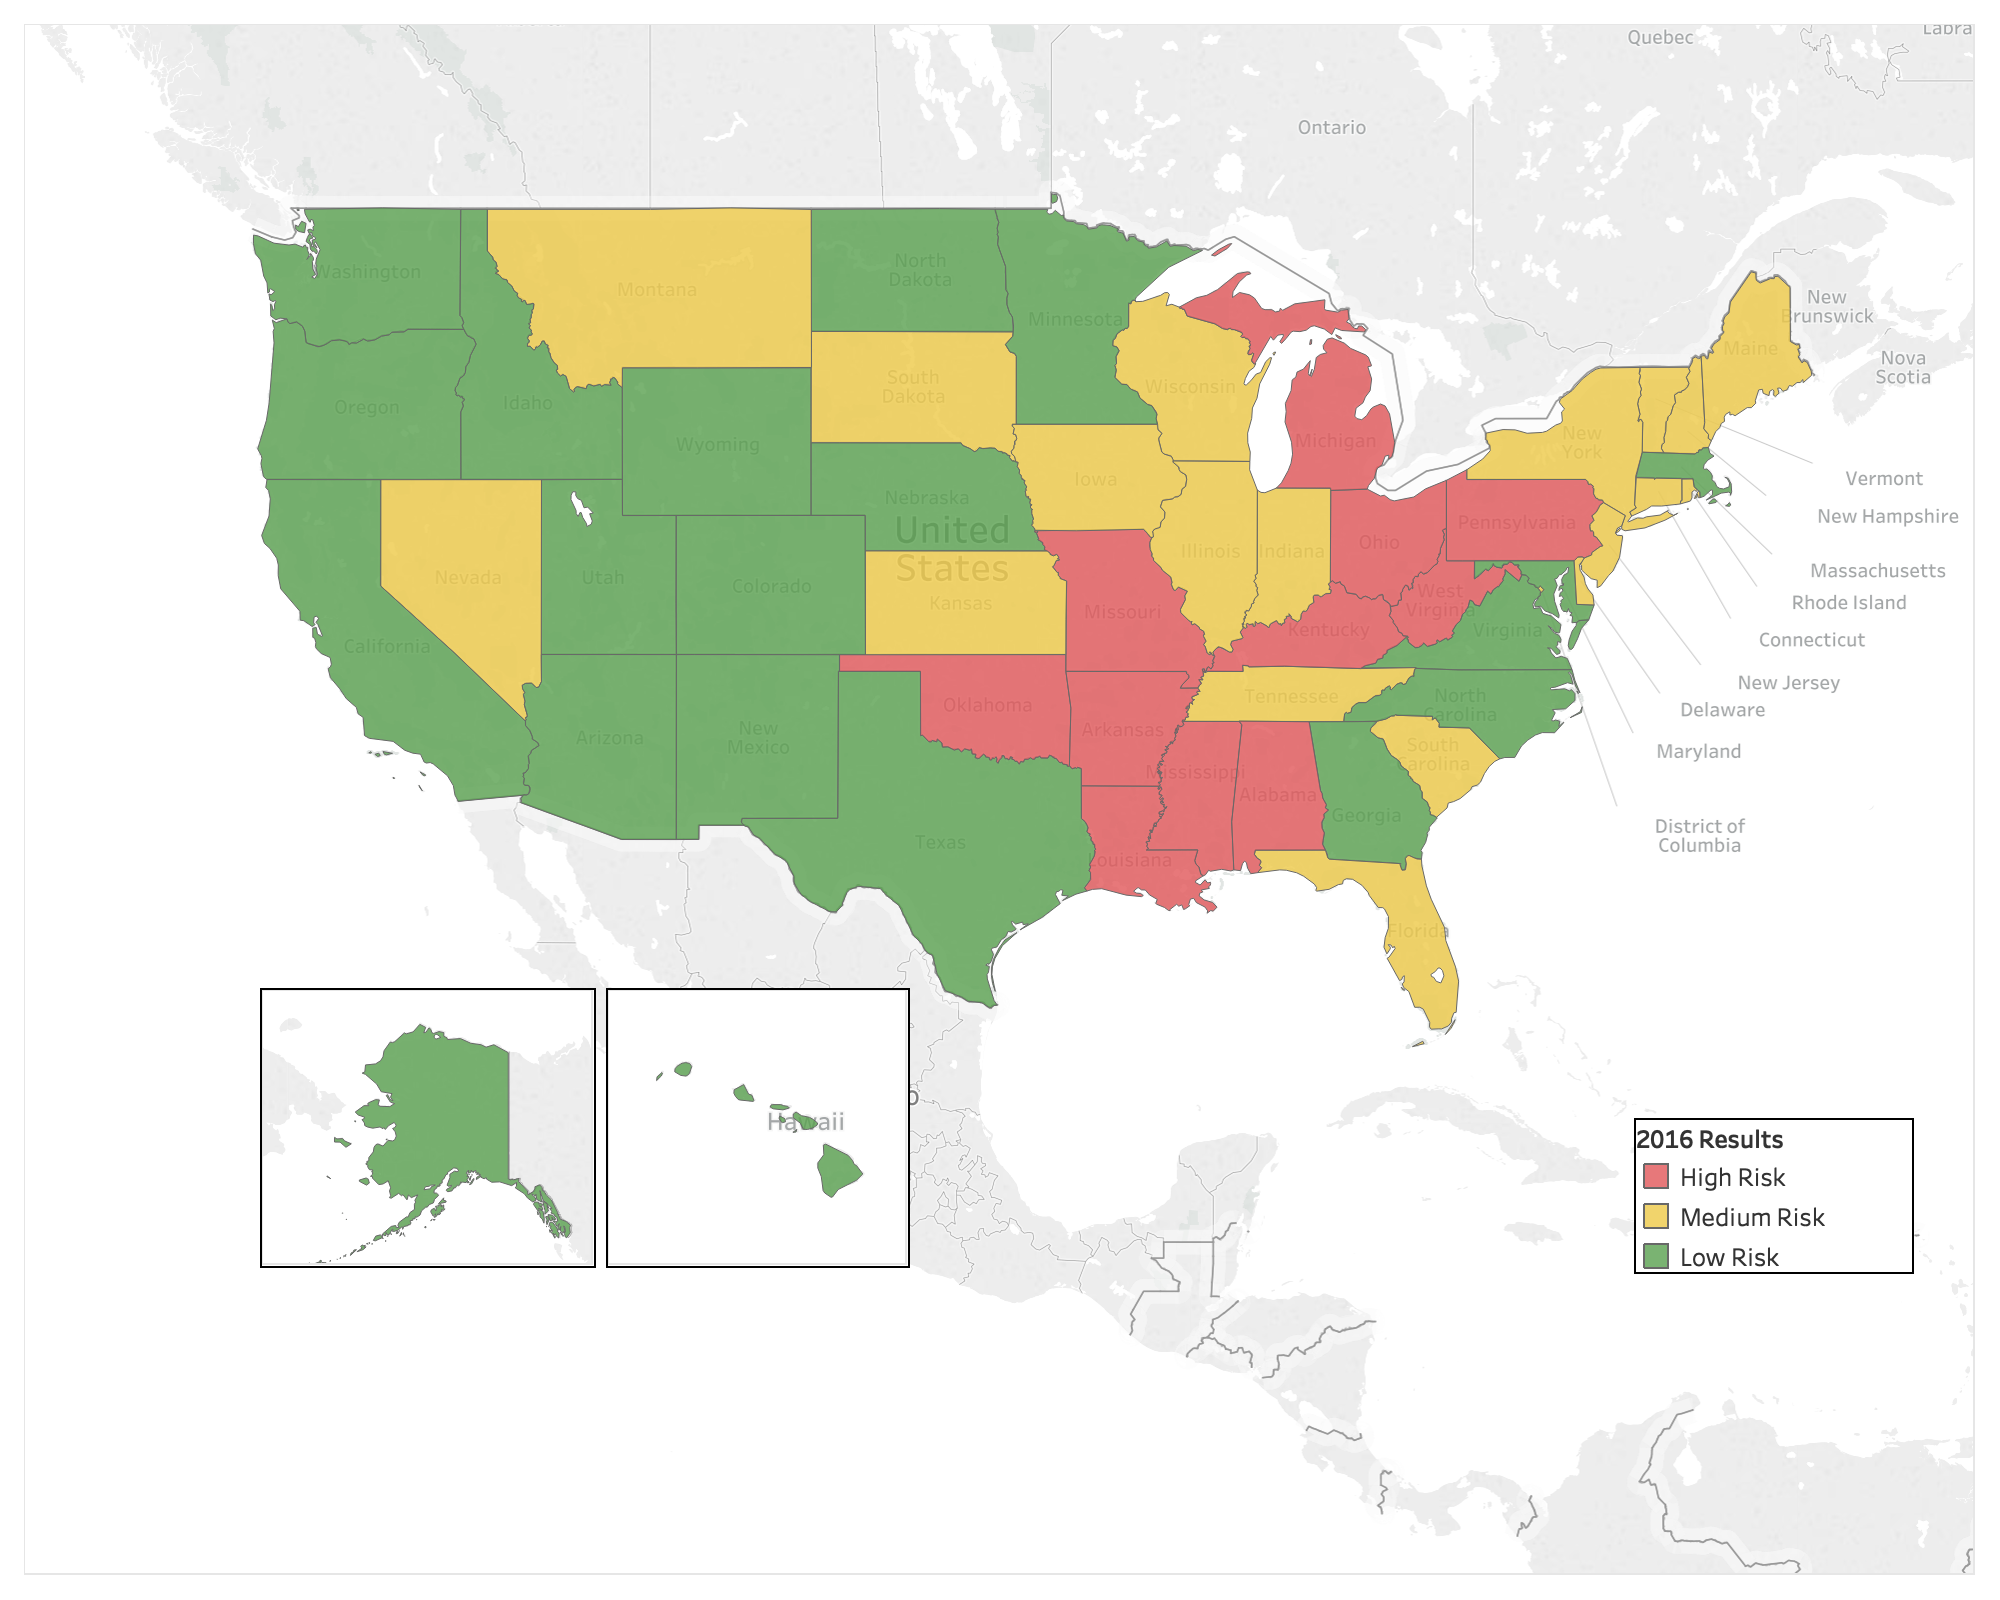 Quebec
Labra
Ontario
New
Brunswick
Nova
Scotia
Washington
Montana
North
Dakota
Minnesota
Maine
Oregon
Idaho
Wyoming
South
Dakota
Wisconsin
Michigan
New
York
Iowa
Nebraska
United
States
Vermont
New Hampshire
Massachusetts
Rhode Island
Connecticut
New Jersey
Delaware
Maryland
District of
Columbia
Nevada
Utah
Colorado
Kansas
Missouri
Illinois
Indiana
Ohio
Pennsylvania
West
Virginia
Kentucky
Virginia
California
Arizona
New
Mexico
Oklahoma
Arkansas
Tennessee
North
Carolina
South
Carolina
Mississippi
Alabama
Georgia
Texas
Louisiana
Florida
Hawaii
o
2016 Results
High Risk
Medium Risk
Low Risk